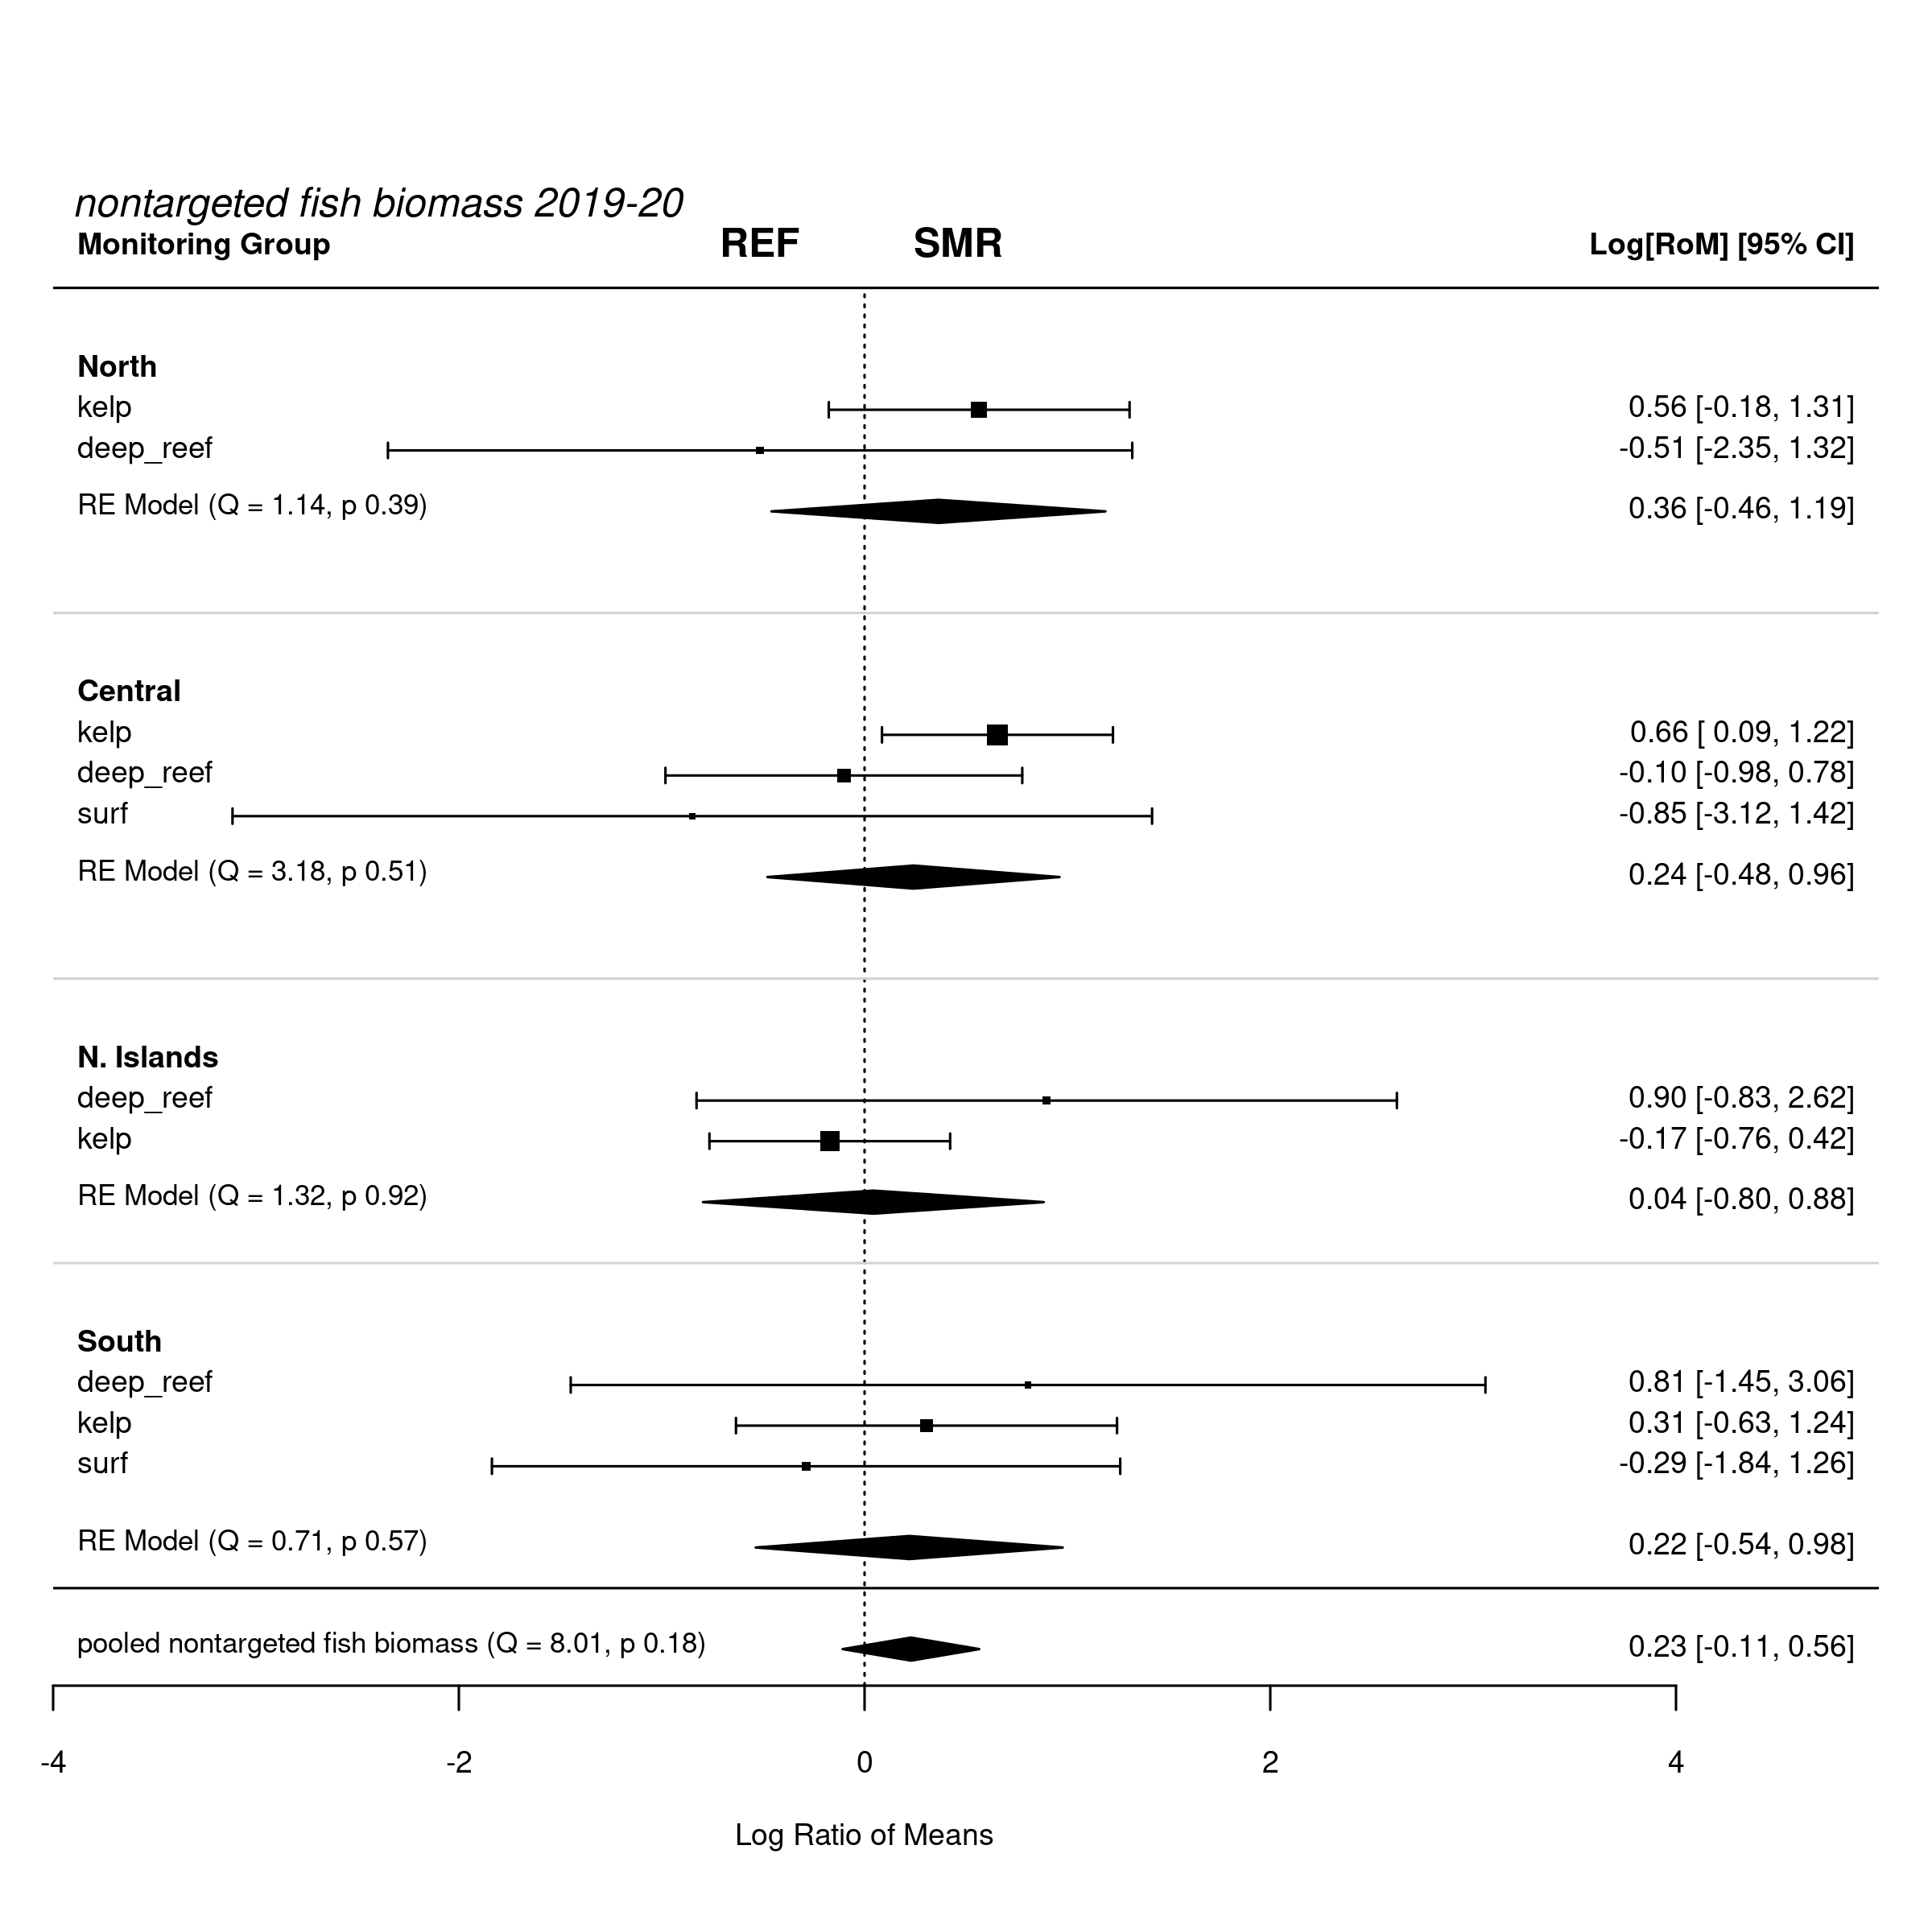 nontargeted fish biomass 2019-20
Monitoring Group REF SMR Log[RoM] [95% CI]
North
kelp 0.56 [-0.18, 1.31]
deep_reef -0.51 [-2.35, 1.32]
RE Model (Q = 1.14, p 0.39) 0.36 [-0.46, 1.19]
Central
kelp 0.66 [ 0.09, 1.22]
deep_reef -0.10 [-0.98, 0.78]
surf -0.85 [-3.12, 1.42]
RE Model (Q = 3.18, p 0.51) 0.24 [-0.48, 0.96]
N. Islands
deep_reef 0.90 [-0.83, 2.62]
kelp -0.17 [-0.76, 0.42]
RE Model (Q = 1.32, p 0.92) 0.04 [-0.80, 0.88]
South
deep_reef 0.81 [-1.45, 3.06]
kelp 0.31 [-0.63, 1.24]
surf -0.29 [-1.84, 1.26]
RE Model (Q = 0.71, p 0.57) 0.22 [-0.54, 0.98]
pooled nontargeted fish biomass (Q = 8.01, p 0.18) 0.23 [-0.11, 0.56]
-4 -2 0 2 4
Log Ratio of Means